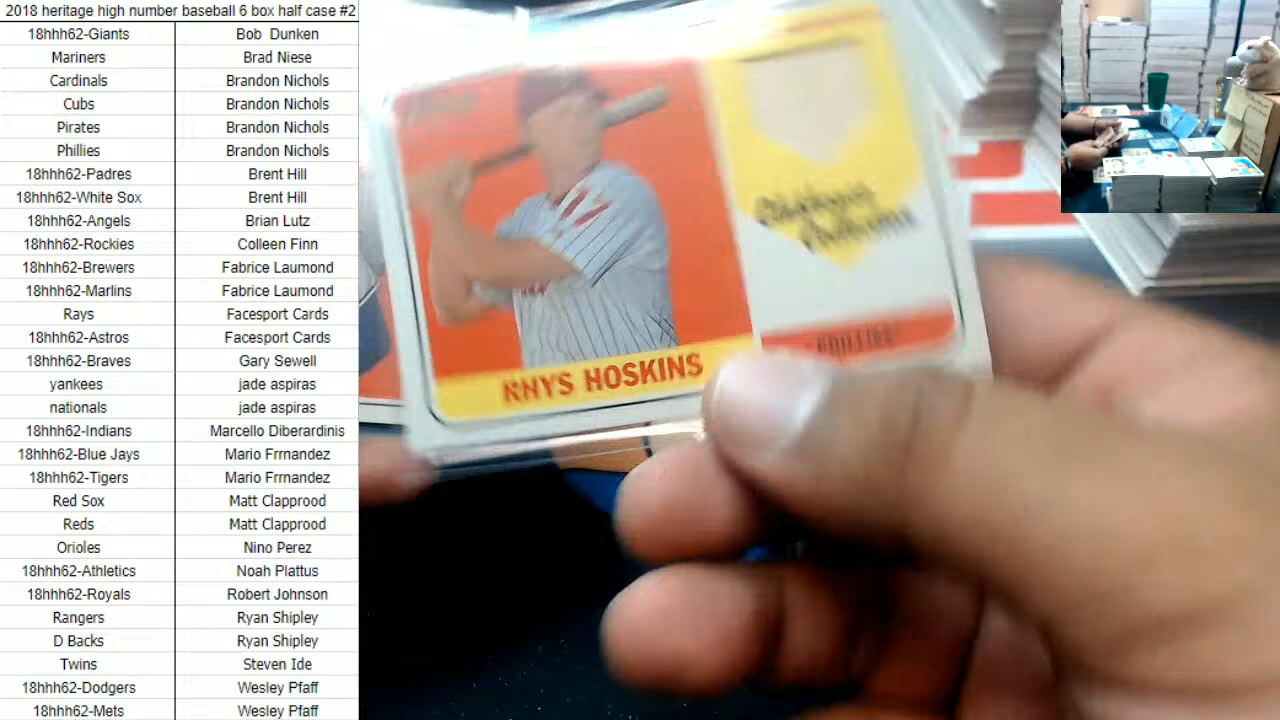 2018 heritage high number baseball 6 box half case #2
18hhh62-Giants Bob Dunken
Mariners Brad Niese
Cardinals Brandon Nichols
Cubs Brandon Nichols
Pirates Brandon Nichols
Phillies Brandon Nichols
18hhh62-Padres Brent Hill
18hhh62-White Sox Brent Hill
18hhh62-Angels Brian Lutz
18hhh62-Rockies Colleen Finn
18hhh62-Brewers Fabrice Laumond
18hhh62-Marlins Fabrice Laumond
Rays Facesport Cards
18hhh62-Astros Facesport Cards
18hhh62-Braves Gary Sewell
yankees jade aspiras
nationals jade aspiras
18hhh62-Indians Marcello Diberardinis
18hhh62-Blue Jays Mario Frrnandez
18hhh62-Tigers Mario Frrnandez
Red Sox Matt Clapprood
Reds Matt Clapprood
Orioles Nino Perez
18hhh62-Athletics Noah Plattus
18hhh62-Royals Robert Johnson
Rangers Ryan Shipley
D Backs Ryan Shipley
Twins Steven Ide
18hhh62-Dodgers Wesley Pfaff
18hhh62-Mets Wesley Pfaff
Clubhouse
Collection
PHILLIES
RHYS HOSKINS